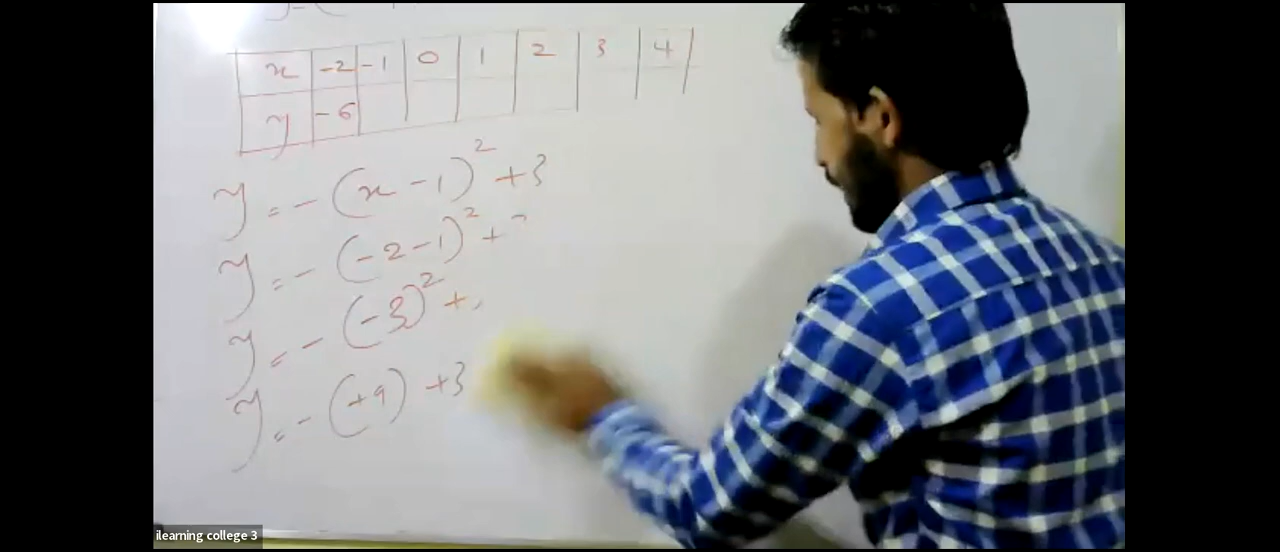 x -2 -1 0 1 2 3 4
y -6
y = -(x-1)² +3
y = -(-2-1)² +
y = -(-3)² +
y = -(+9) +3
ilearning college 3